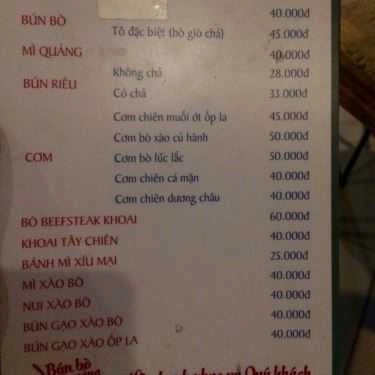 40.000đ
BÚN BÒ
Tô đặc biệt (bò giò chả) 45.000đ
MÌ QUẢNG 40.000đ
Không chả 28.000đ
BÚN RIÊU
Có chả 33.000đ
Cơm chiên muối ớt ốp la 45.000đ
Cơm bò xào củ hành 50.000đ
CƠM Cơm bò lúc lắc 50.000đ
Cơm chiên cá mặn 40.000đ
Cơm chiên dương châu 40.000đ
BÒ BEEFSTEAK KHOAI 60.000đ
KHOAI TÂY CHIÊN 40.000đ
BÁNH MÌ XÍU MẠI 25.000đ
MÌ XÀO BÒ 40.000đ
NUI XÀO BÒ 40.000đ
BÚN GẠO XÀO BÒ 40.000đ
BÚN GẠO XÀO ỐP LA 40.000đ
Bún bò
Quý khách